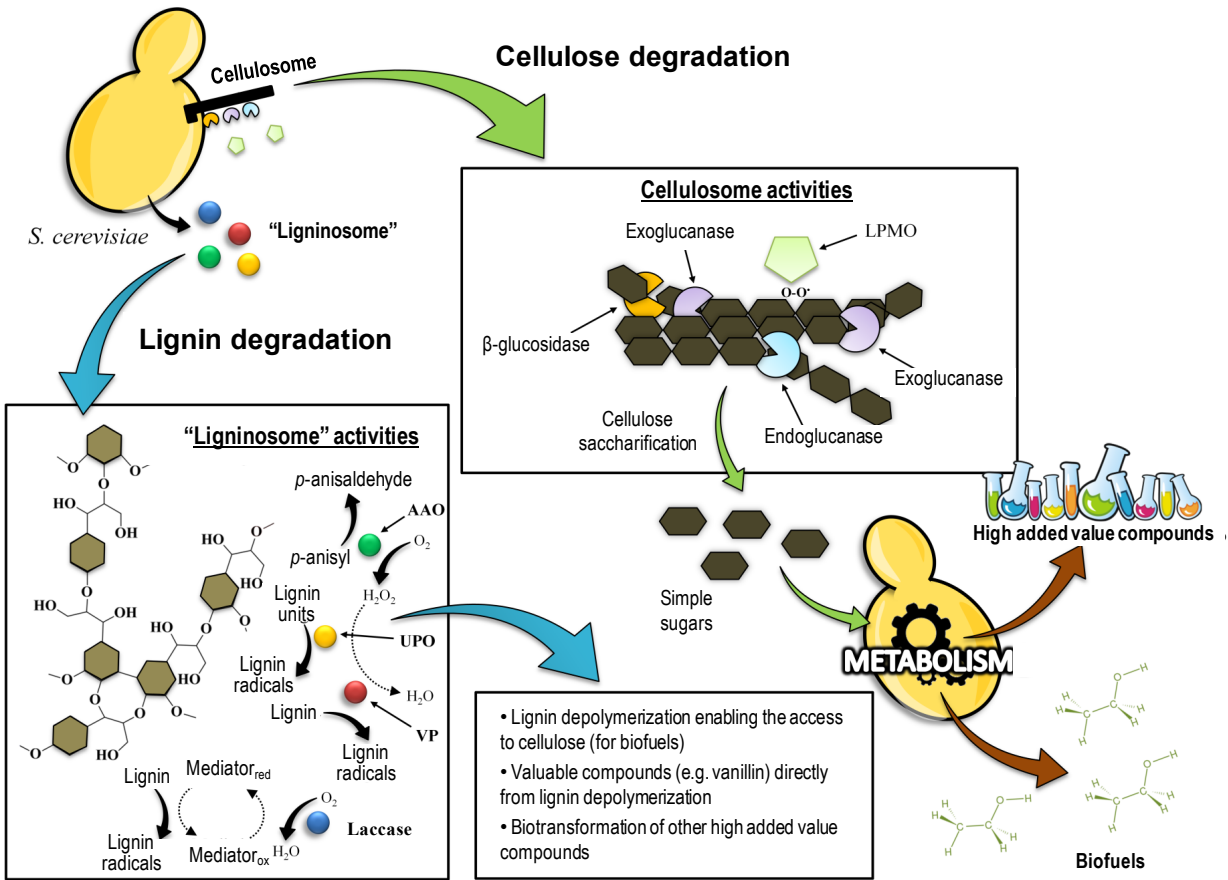 Cellulose degradation
Cellulosome
S. cerevisiae
“Ligninosome”
Lignin degradation
Cellulosome activities
Exoglucanase
LPMO
O-O•
β-glucosidase
Exoglucanase
Endoglucanase
Cellulose
saccharification
Simple
sugars
METABOLISM
High added value compounds
Biofuels
H
O
H
C
C
H
H
H
H
H
O
H
C
C
H
H
H
H
H
O
H
C
C
H
H
H
H
“Ligninosome” activities
p-anisaldehyde
AAO
O2
p-anisyl
H2O2
Lignin
units
UPO
Lignin
radicals
H2O
Lignin
VP
Lignin
radicals
Lignin
Mediatorred
O2
Laccase
Lignin
radicals
Mediatorox
H2O
O
O
O
HO
OH
O
HO
OH
O
HO
OH
O
HO
O
HO
OH
O
O
O
O
O
HO
• Lignin depolymerization enabling the access
to cellulose (for biofuels)
• Valuable compounds (e.g. vanillin) directly
from lignin depolymerization
• Biotransformation of other high added value
compounds